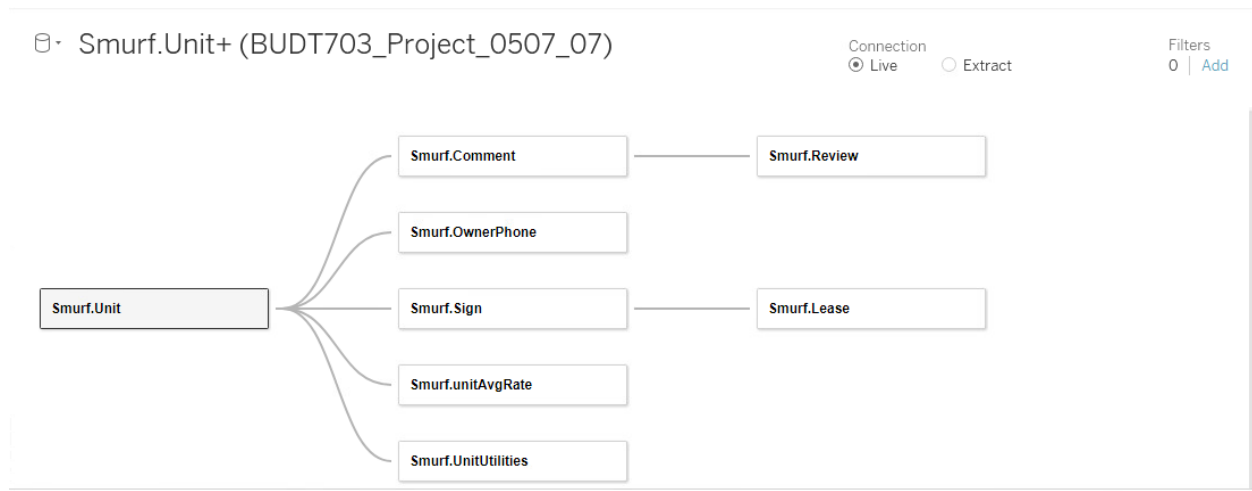 Smurf.Unit+ (BUDT703_Project_0507_07)
Connection
Live
Extract
Filters
0 | Add
Smurf.Comment
Smurf.Review
Smurf.OwnerPhone
Smurf.Unit
Smurf.Sign
Smurf.Lease
Smurf.unitAvgRate
Smurf.UnitUtilities